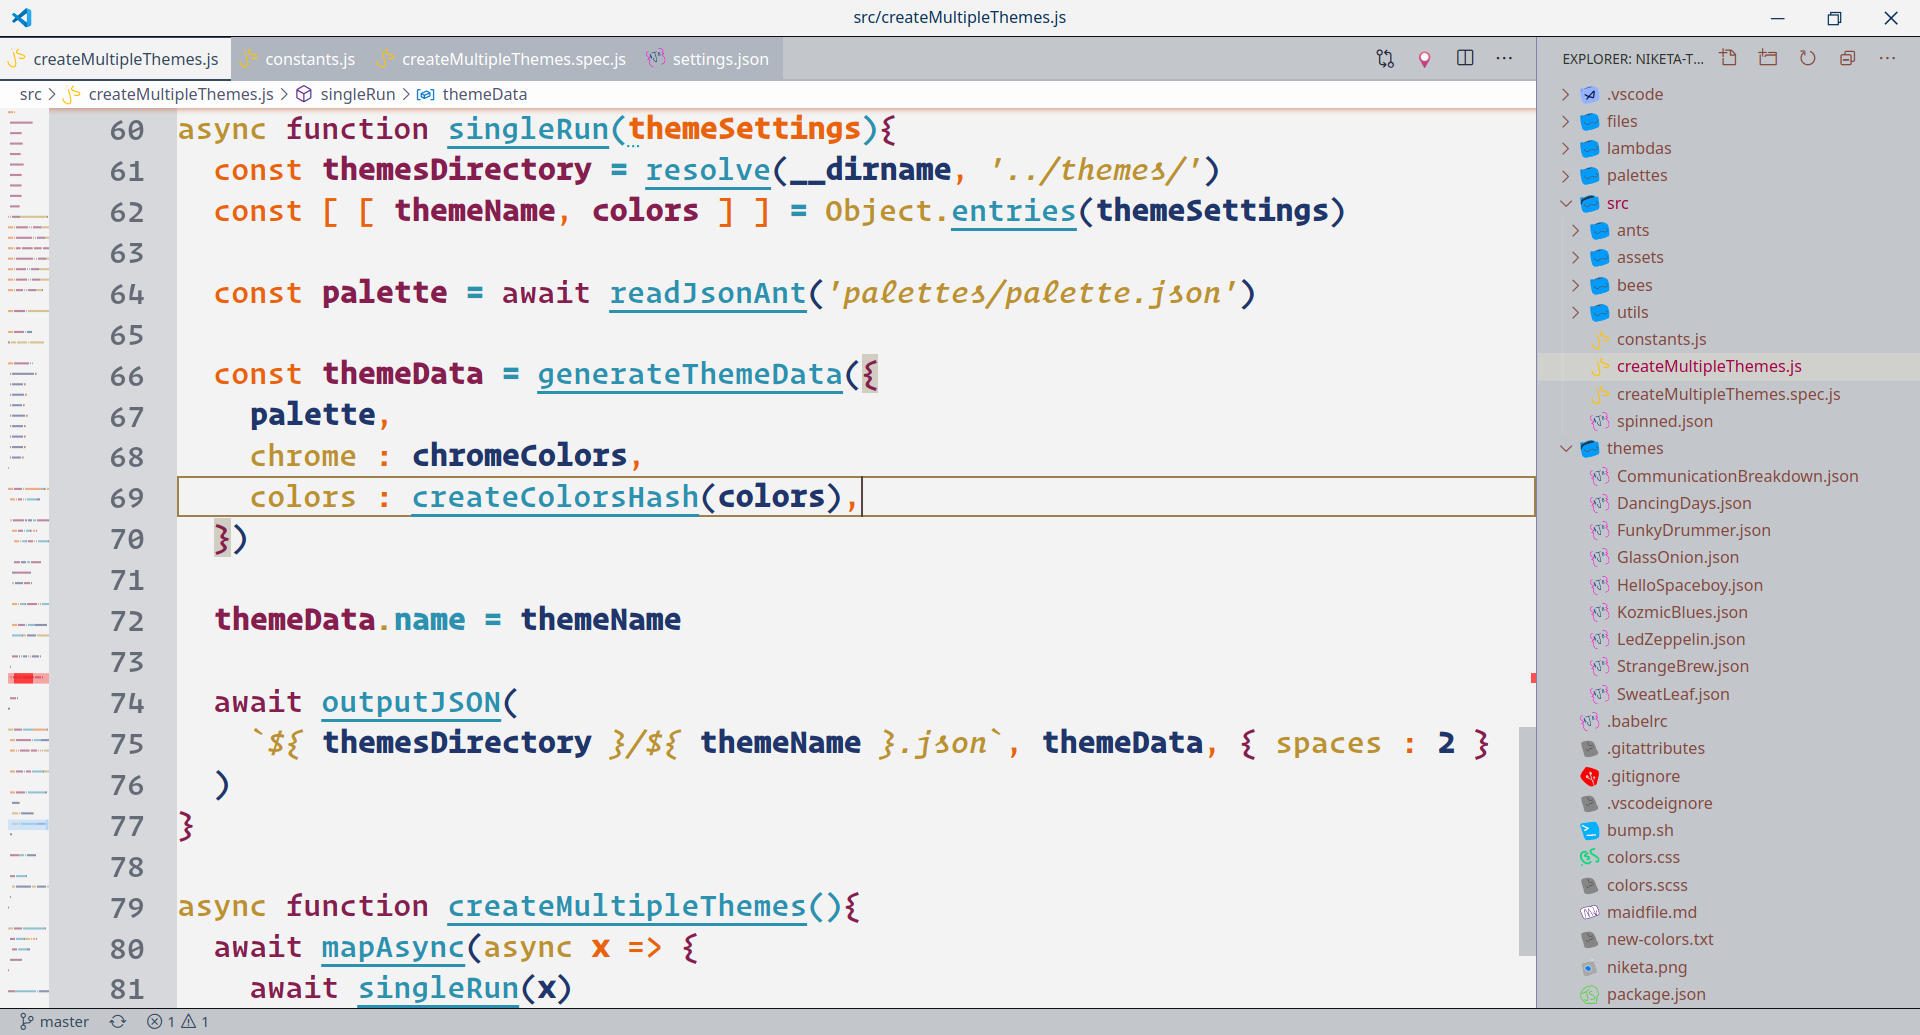 src/createMultipleThemes.js
createMultipleThemes.js constants.js createMultipleThemes.spec.js settings.json
src > createMultipleThemes.js > singleRun > themeData
60 async function singleRun(themeSettings){
61   const themesDirectory = resolve(__dirname, '../themes/')
62   const [ [ themeName, colors ] ] = Object.entries(themeSettings)
63
64   const palette = await readJsonAnt('palettes/palette.json')
65
66   const themeData = generateThemeData({
67     palette,
68     chrome : chromeColors,
69     colors : createColorsHash(colors),
70   })
71
72   themeData.name = themeName
73
74   await outputJSON(
75     `${ themesDirectory }/${ themeName }.json`, themeData, { spaces : 2 }
76   )
77 }
78
79 async function createMultipleThemes(){
80   await mapAsync(async x => {
81     await singleRun(x)
EXPLORER: NIKETA-T...
.vscode
files
lambdas
palettes
src
ants
assets
bees
utils
constants.js
createMultipleThemes.js
createMultipleThemes.spec.js
spinned.json
themes
CommunicationBreakdown.json
DancingDays.json
FunkyDrummer.json
GlassOnion.json
HelloSpaceboy.json
KozmicBlues.json
LedZeppelin.json
StrangeBrew.json
SweatLeaf.json
.babelrc
.gitattributes
.gitignore
.vscodeignore
bump.sh
colors.css
colors.scss
maidfile.md
new-colors.txt
niketa.png
package.json
master 1 1